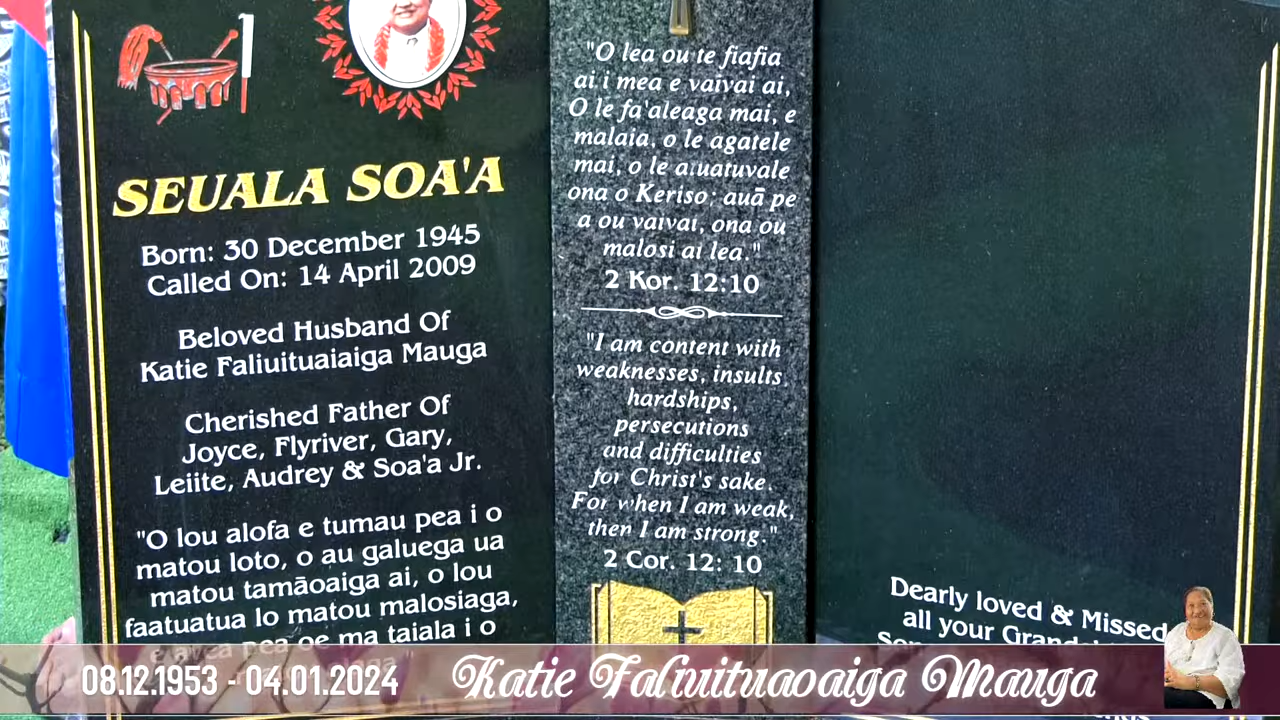 SEUALA SOA'A
Born: 30 December 1945
Called On: 14 April 2009
Beloved Husband Of
Katie Faliuituaiaiga Mauga
Cherished Father Of
Joyce, Flyriver, Gary,
Leiite, Audrey & Soa'a Jr.
"O lou alofa e tumau pea i o
matou loto, o au galuega ua
matou tamāoaiga ai, o lou
faatuatua lo matou malosiaga,
pea oe ma taiala i o
"O lea ou te fiafia
ai i mea e vaivai ai,
O le fa'aleaga mai, e
malaia, o le agatele
mai, o le atuatuvale
ona o Keriso; auā pe
a ou vaivai, ona ou
malosi ai lea."
2 Kor. 12:10
"I am content with
weaknesses, insults,
hardships,
persecutions
and difficulties
for Christ's sake.
For when I am weak,
then I am strong."
2 Cor. 12: 10
Dearly loved & Missed
all your
08.12.1953 - 04.01.2024
Katie Faliuituaoaiga Mauga